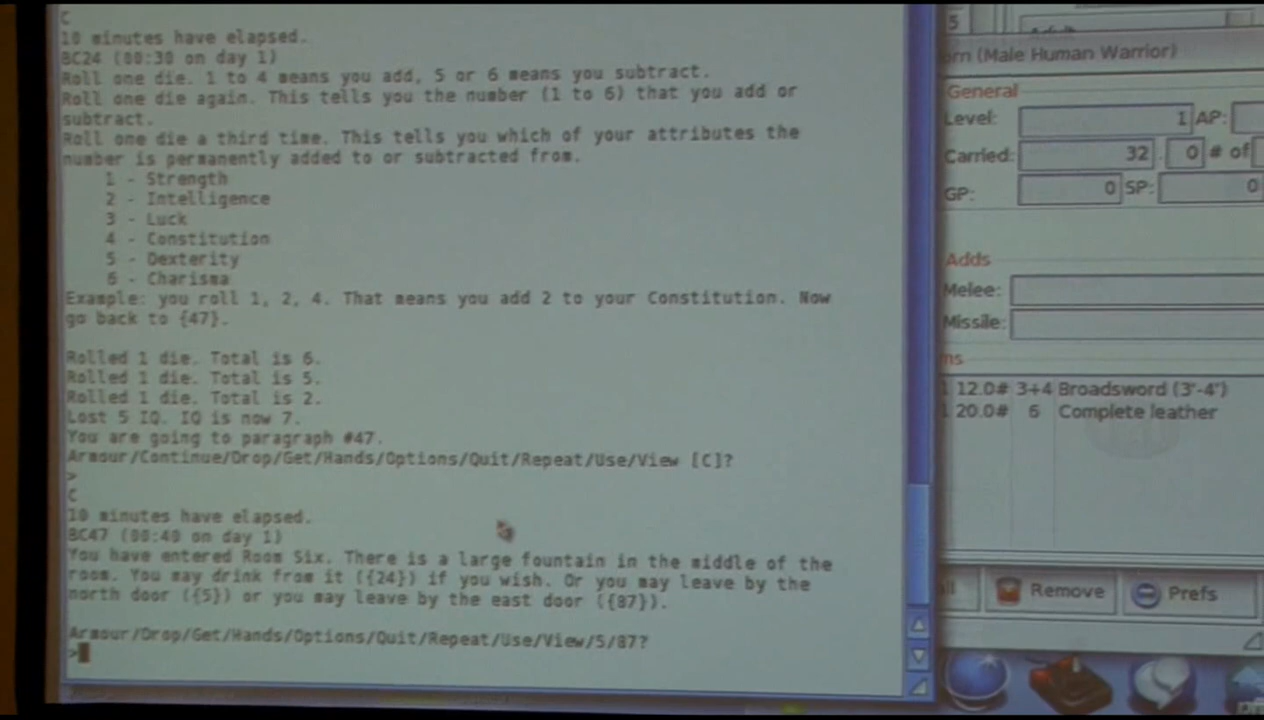 C
10 minutes have elapsed.
BC24 (00:30 on day 1)
Roll one die. 1 to 4 means you add, 5 or 6 means you subtract.
Roll one die again. This tells you the number (1 to 6) that you add or
subtract.
Roll one die a third time. This tells you which of your attributes the
number is permanently added to or subtracted from.
1 - Strength
2 - Intelligence
3 - Luck
4 - Constitution
5 - Dexterity
6 - Charisma
Example: you roll 1, 2, 4. That means you add 2 to your Constitution. Now
go back to {47}.
Rolled 1 die. Total is 6.
Rolled 1 die. Total is 5.
Rolled 1 die. Total is 2.
Lost 5 IQ. IQ is now 7.
You are going to paragraph #47.
Armour/Continue/Drop/Get/Hands/Options/Quit/Repeat/Use/View [C]?
>
C
10 minutes have elapsed.
BC47 (00:40 on day 1)
You have entered Room Six. There is a large fountain in the middle of the
room. You may drink from it ({24}) if you wish. Or you may leave by the
north door ({5}) or you may leave by the east door ({87}).
Armour/Drop/Get/Hands/Options/Quit/Repeat/Use/View/5/87?
>
5
(Male Human Warrior)
General
Level: 1 AP:
Carried: 32 . 0 # of
GP: 0 SP: 0
Adds
Melee:
Missile:
ns
1 12.0# 3+4 Broadsword (3'-4')
1 20.0# 6 Complete leather
Remove Prefs